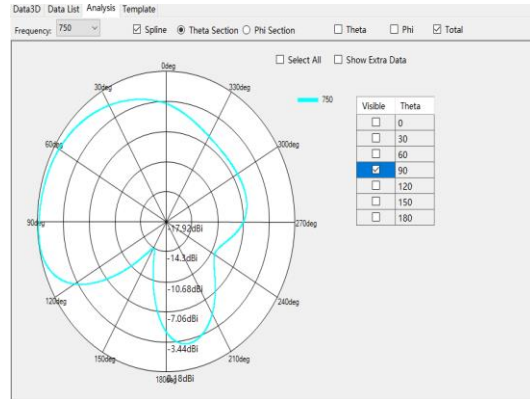 Data3D Data List Analysis Template
Frequency: 750 Spline Theta Section Phi Section Theta Phi Total
Select All Show Extra Data
0deg
30deg
330deg
750
Visible Theta
0
30
60
90
120
150
180
60deg
300deg
90deg
270deg
-17.92dBi
-14.3dBi
-10.68dBi
-7.06dBi
-3.44dBi
120deg
240deg
150deg
210deg
180deg